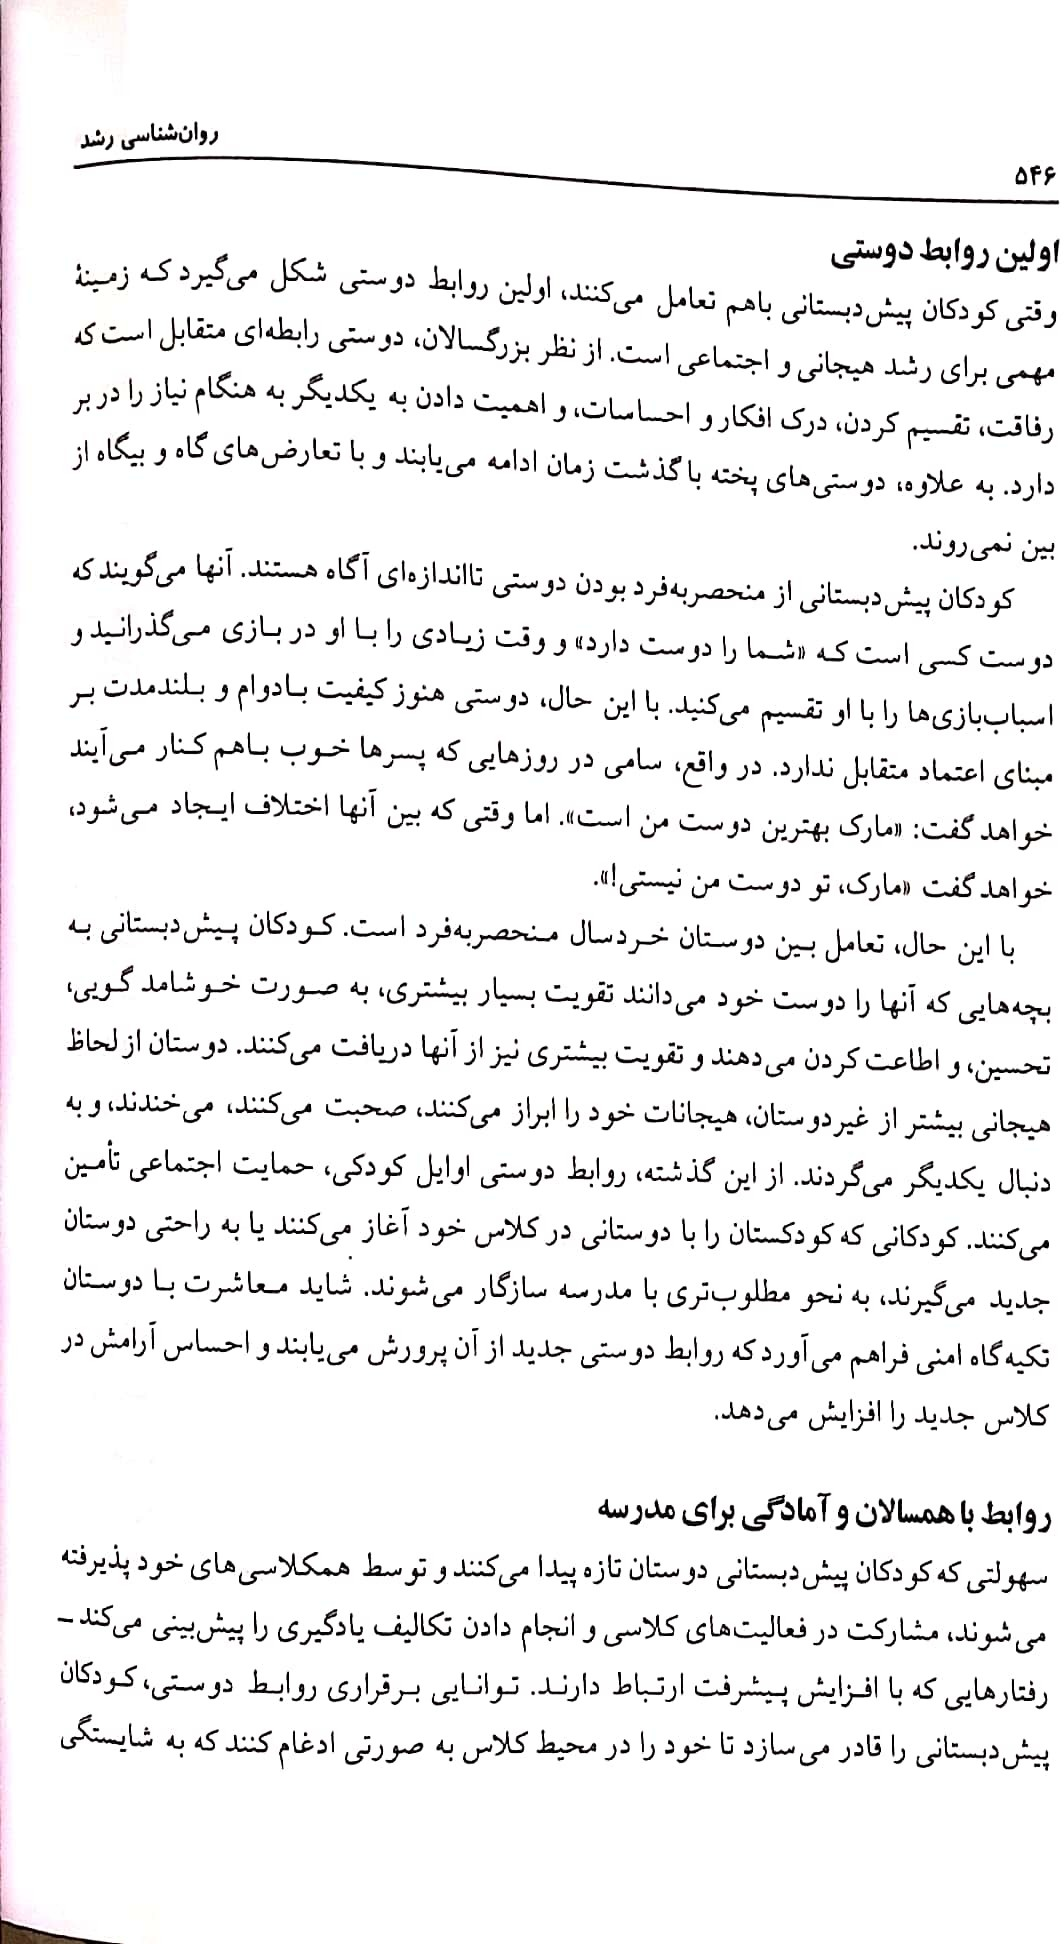 روان‌شناسی رشد
۵۴۶
اولین روابط دوستی
وقتی کودکان پیش‌دبستانی باهم تعامل می‌کنند، اولین روابط دوستی شکل می‌گیرد که زمینهٔ
مهمی برای رشد هیجانی و اجتماعی است. از نظر بزرگسالان، دوستی رابطه‌ای متقابل است که
رفاقت، تقسیم کردن، درک افکار و احساسات، و اهمیت دادن به یکدیگر به هنگام نیاز را در بر
دارد. به علاوه، دوستی‌های پخته با گذشت زمان ادامه می‌یابند و با تعارض‌های گاه و بیگاه از
بین نمی‌روند.
کودکان پیش‌دبستانی از منحصربه‌فرد بودن دوستی تااندازه‌ای آگاه هستند. آنها می‌گویند که
دوست کسی است که «شما را دوست دارد» و وقت زیادی را با او در بازی می‌گذرانید و
اسباب‌بازی‌ها را با او تقسیم می‌کنید. با این حال، دوستی هنوز کیفیت بادوام و بلندمدت بر
مبنای اعتماد متقابل ندارد. در واقع، سامی در روزهایی که پسرها خوب باهم کنار می‌آیند
خواهد گفت: «مارک بهترین دوست من است». اما وقتی که بین آنها اختلاف ایجاد می‌شود،
خواهد گفت «مارک، تو دوست من نیستی!».
با این حال، تعامل بین دوستان خردسال منحصربه‌فرد است. کودکان پیش‌دبستانی به
بچه‌هایی که آنها را دوست خود می‌دانند تقویت بسیار بیشتری، به صورت خوشامد گویی،
تحسین، و اطاعت کردن می‌دهند و تقویت بیشتری نیز از آنها دریافت می‌کنند. دوستان از لحاظ
هیجانی بیشتر از غیردوستان، هیجانات خود را ابراز می‌کنند، صحبت می‌کنند، می‌خندند، و به
دنبال یکدیگر می‌گردند. از این گذشته، روابط دوستی اوایل کودکی، حمایت اجتماعی تأمین
می‌کنند. کودکانی که کودکستان را با دوستانی در کلاس خود آغاز می‌کنند یا به راحتی دوستان
جدید می‌گیرند، به نحو مطلوب‌تری با مدرسه سازگار می‌شوند. شاید معاشرت با دوستان
تکیه‌گاه امنی فراهم می‌آورد که روابط دوستی جدید از آن پرورش می‌یابند و احساس آرامش در
کلاس جدید را افزایش می‌دهد.
روابط با همسالان و آمادگی برای مدرسه
سهولتی که کودکان پیش‌دبستانی دوستان تازه پیدا می‌کنند و توسط همکلاسی‌های خود پذیرفته
می‌شوند، مشارکت در فعالیت‌های کلاسی و انجام دادن تکالیف یادگیری را پیش‌بینی می‌کند ـ
رفتارهایی که با افزایش پیشرفت ارتباط دارند. توانایی برقراری روابط دوستی، کودکان
پیش‌دبستانی را قادر می‌سازد تا خود را در محیط کلاس به صورتی ادغام کنند که به شایستگی